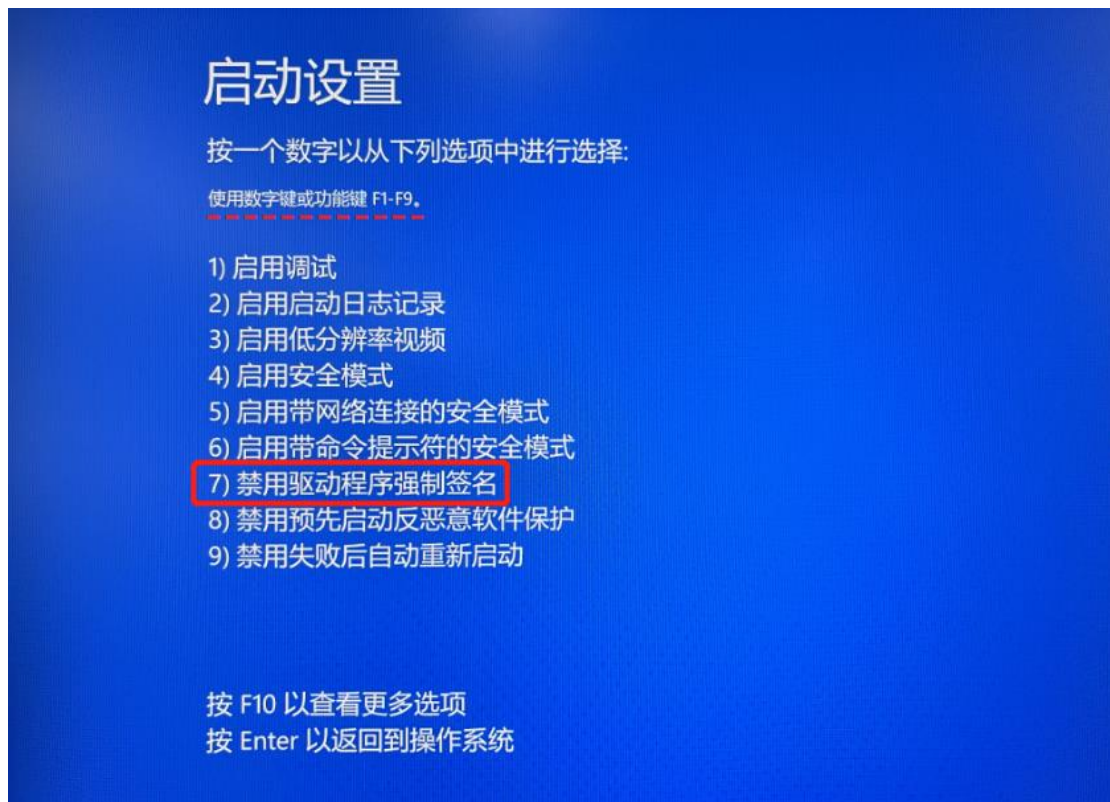 启动设置
按一个数字以从下列选项中进行选择:
使用数字键或功能键 F1-F9。
1) 启用调试
2) 启用启动日志记录
3) 启用低分辨率视频
4) 启用安全模式
5) 启用带网络连接的安全模式
6) 启用带命令提示符的安全模式
7) 禁用驱动程序强制签名
8) 禁用预先启动反恶意软件保护
9) 禁用失败后自动重新启动
按 F10 以查看更多选项
按 Enter 以返回到操作系统